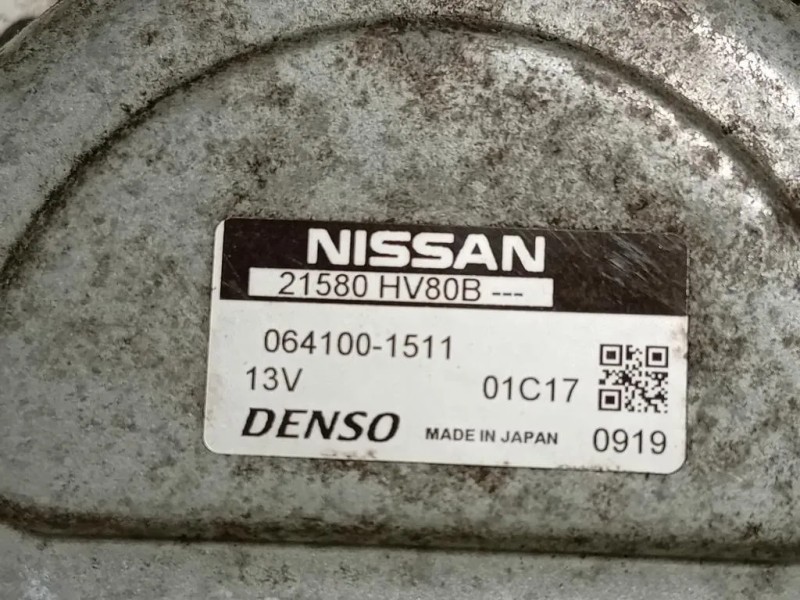 NISSAN
21580 HV80B ---
064100-1511
13V 01C17
DENSO MADE IN JAPAN 0919